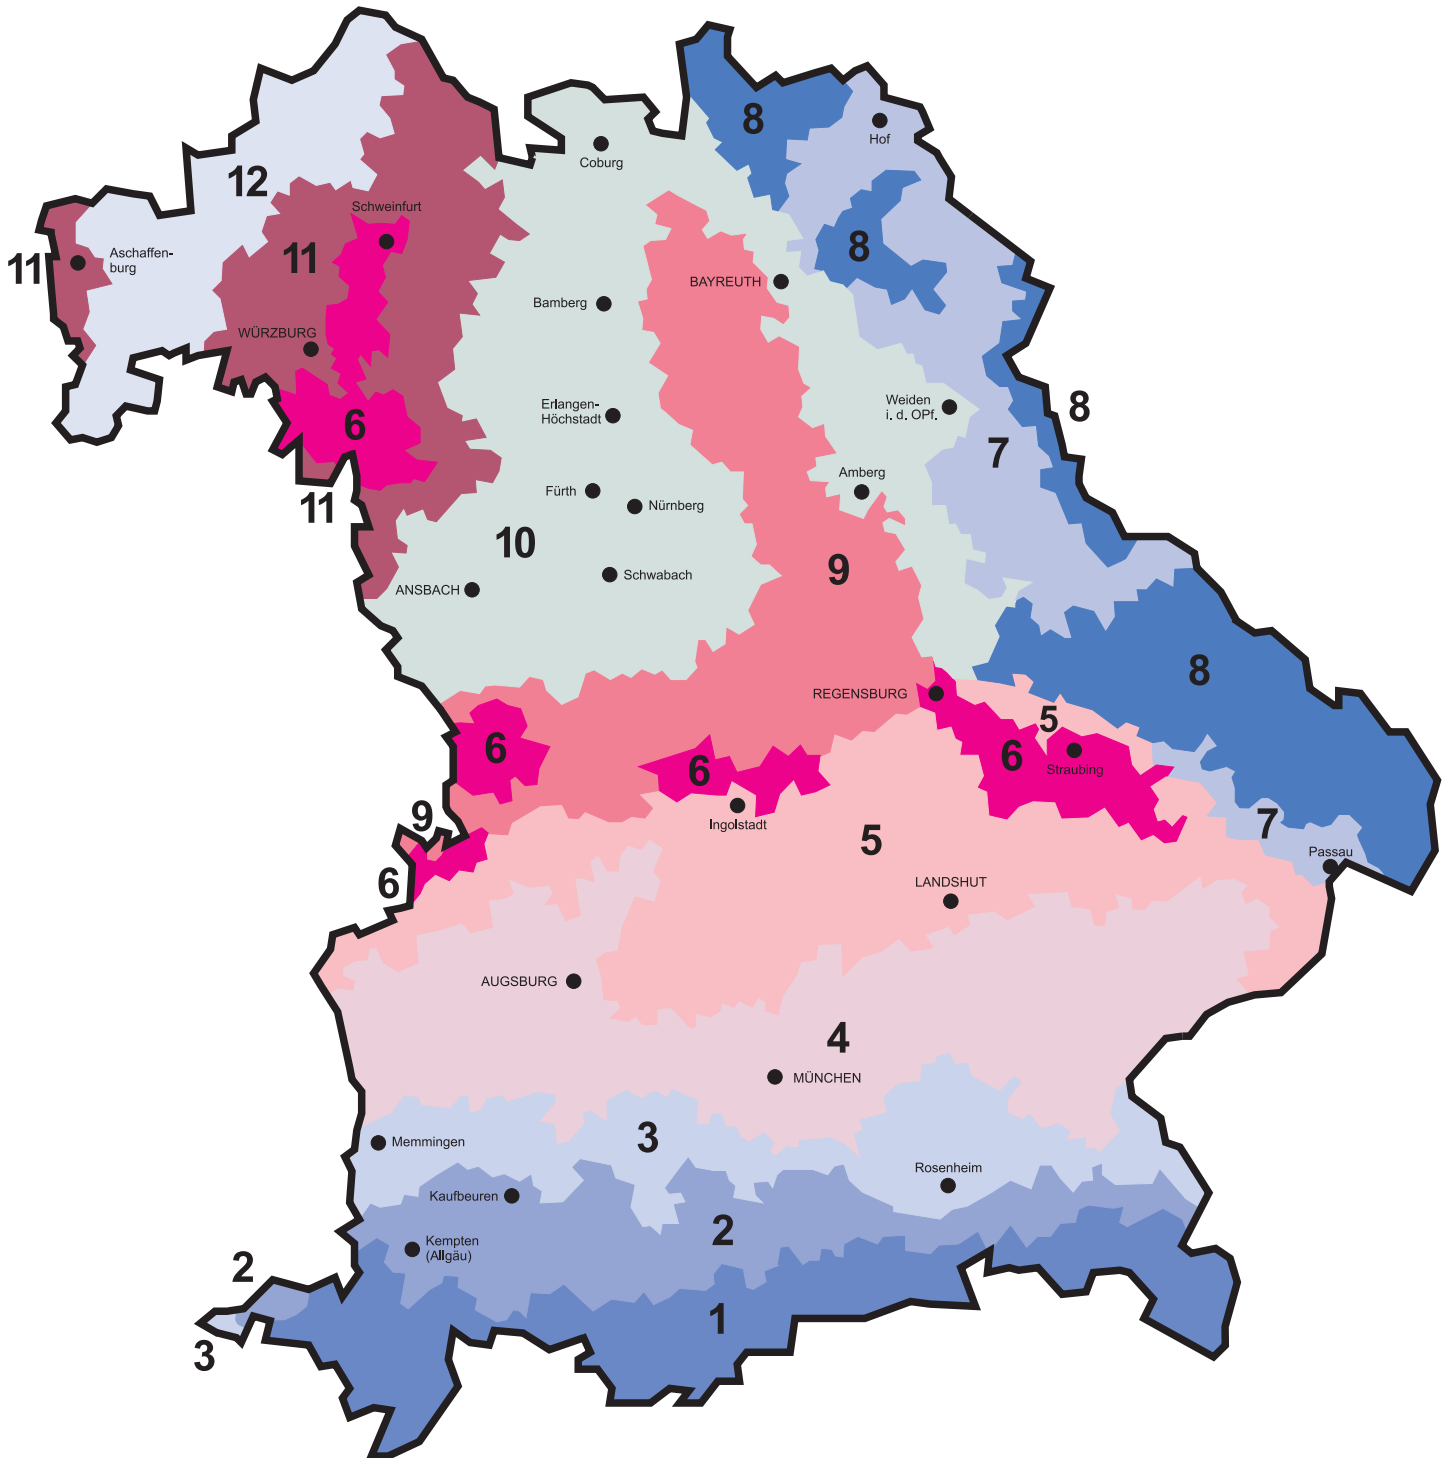 8
Hof
Coburg
12
Schweinfurt
11
Aschaffen-
burg
11
8
BAYREUTH
Bamberg
WÜRZBURG
Weiden
i. d. OPf.
8
Erlangen-
Höchstadt
6
7
Amberg
Fürth
Nürnberg
11
10
9
Schwabach
ANSBACH
8
REGENSBURG
5
6
6
6
Straubing
9
Ingolstadt
7
5
Passau
6
LANDSHUT
AUGSBURG
4
MÜNCHEN
3
Memmingen
Rosenheim
Kaufbeuren
2
Kempten
(Allgäu)
2
1
3